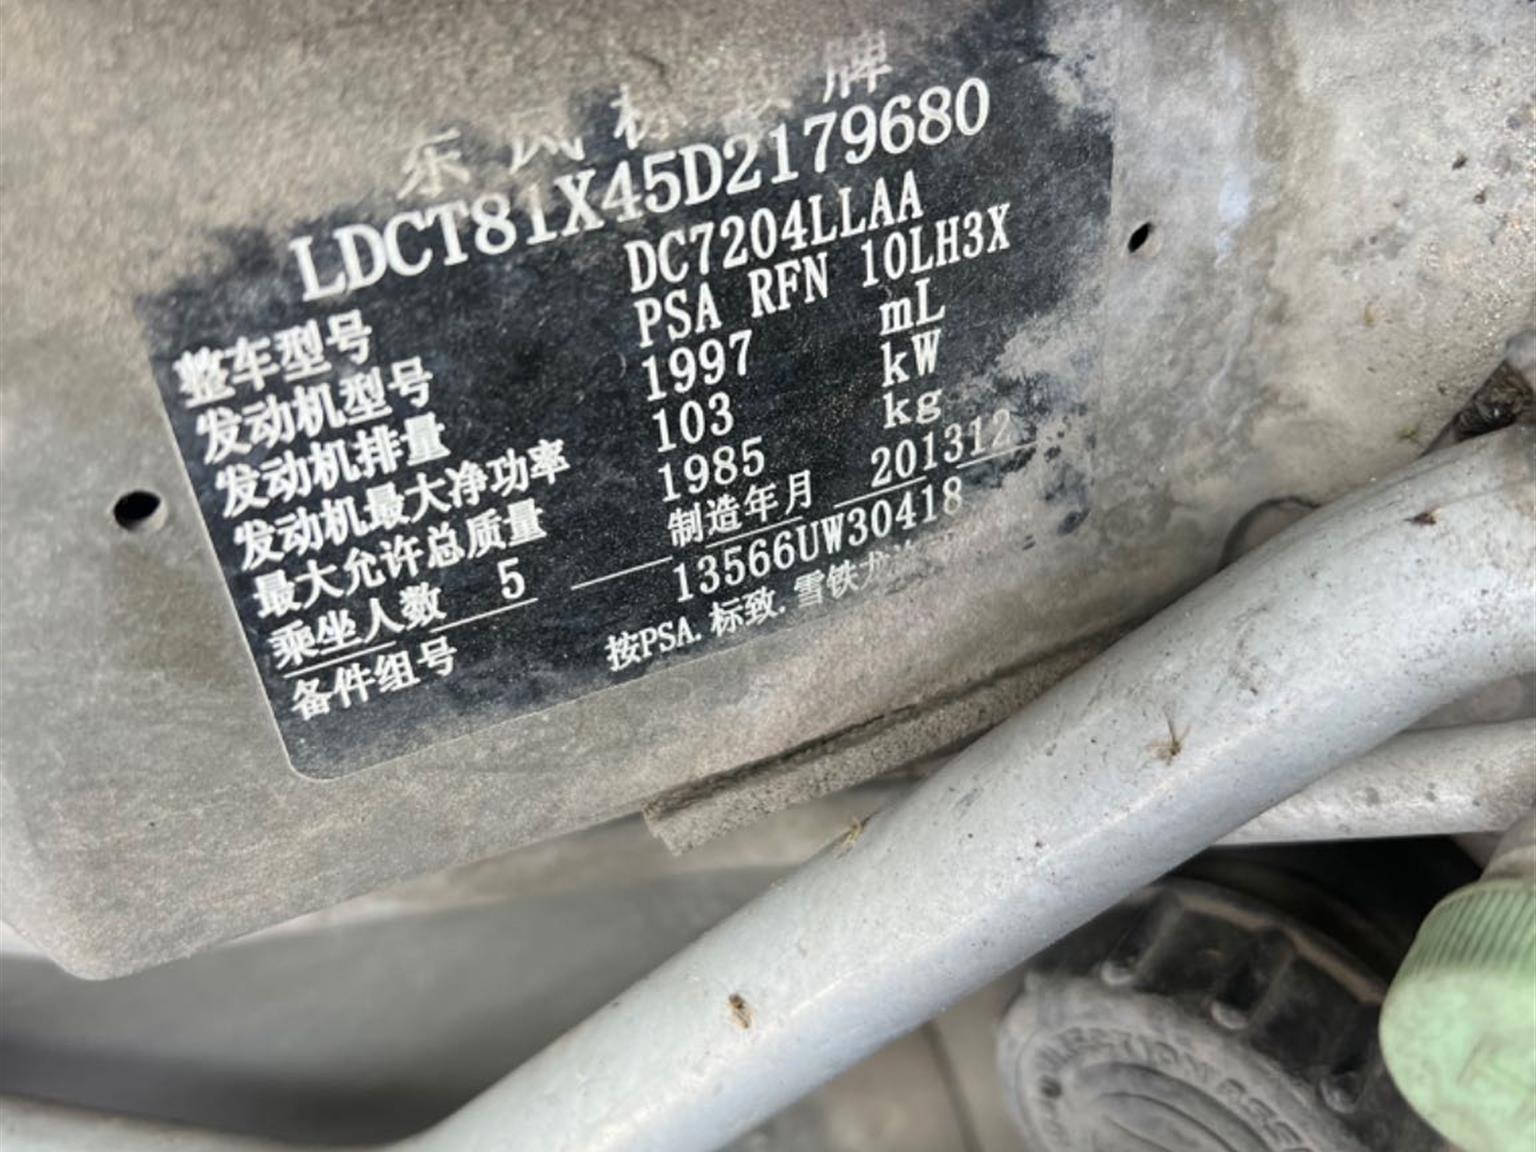 东风标致牌
LDCT81X45D2179680
整车型号 DC7204LLAA
发动机型号 PSA RFN 10LH3X
发动机排量 1997 mL
发动机最大净功率 103 kW
最大允许总质量 1985 kg
乘坐人数 5 制造年月 201312
备件组号 13566UW30418
按PSA.标致.雪铁龙